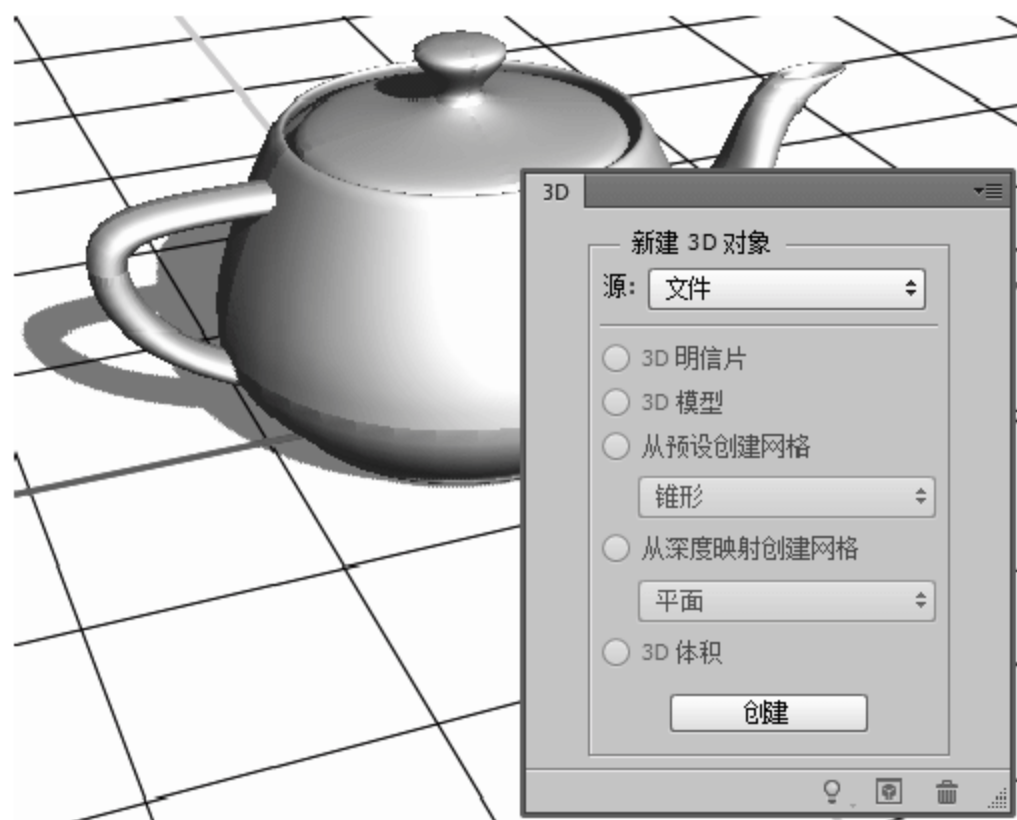 3D
新建 3D 对象
源: 文件
3D 明信片
3D 模型
从预设创建网格
锥形
从深度映射创建网格
平面
3D 体积
创建